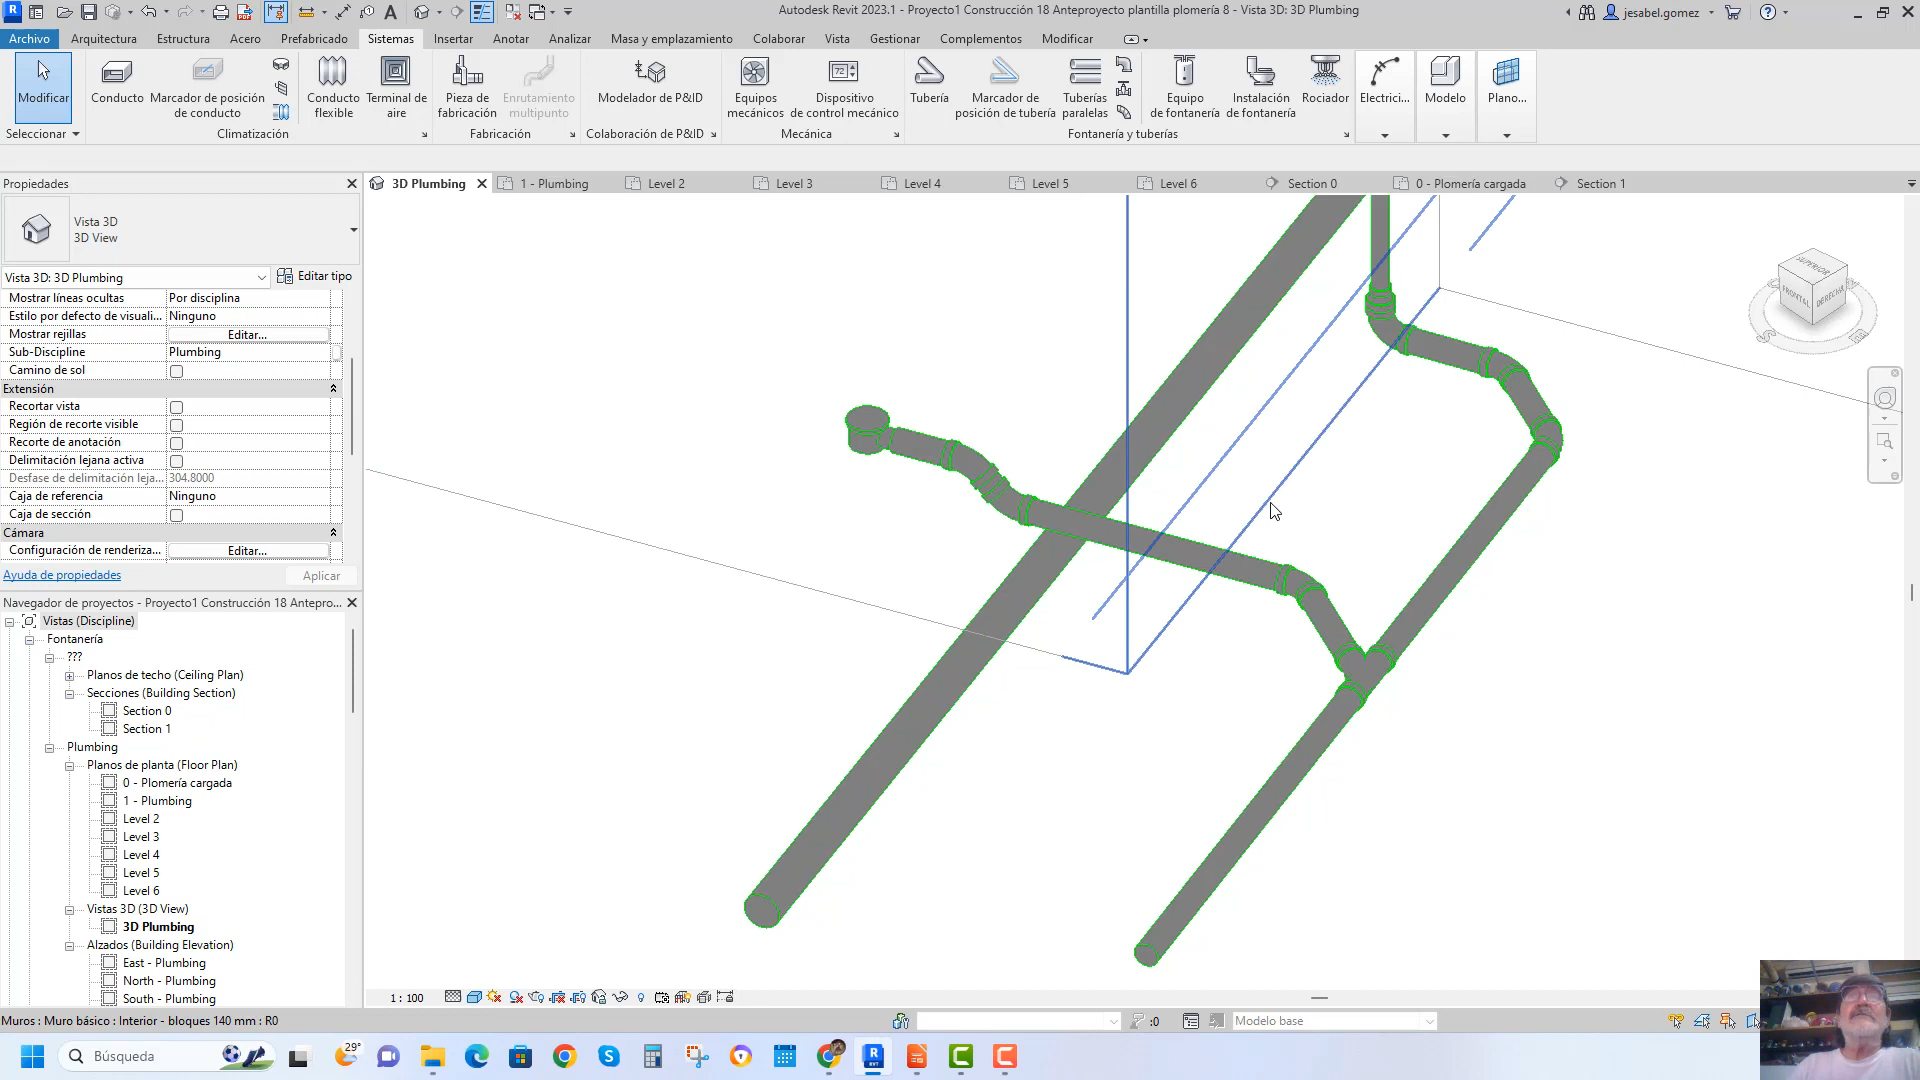 Autodesk Revit 2023.1 - Proyecto1 Construcción 18 Anteproyecto plantilla plomería 8 - Vista 3D: 3D Plumbing
jesabel.gomez
Archivo Arquitectura Estructura Acero Prefabricado Sistemas Insertar Anotar Analizar Masa y emplazamiento Colaborar Vista Gestionar Complementos Modificar
Modificar
Conducto
Marcador de posición de conducto
Conducto flexible
Terminal de aire
Pieza de fabricación
Enrutamiento multipunto
Modelador de P&ID
Equipos mecánicos
Dispositivo de control mecánico
Tubería
Marcador de posición de tubería
Tuberías paralelas
Equipo de fontanería
Instalación de fontanería
Rociador
Electrici...
Modelo
Plano...
Seleccionar Climatización Fabricación Colaboración de P&ID Mecánica Fontanería y tuberías
Propiedades
3D Plumbing 1 - Plumbing Level 2 Level 3 Level 4 Level 5 Level 6 Section 0 0 - Plomería cargada Section 1
Vista 3D
3D View
Vista 3D: 3D Plumbing Editar tipo
Mostrar líneas ocultas Por disciplina
Estilo por defecto de visuali... Ninguno
Mostrar rejillas Editar...
Sub-Discipline Plumbing
Camino de sol
Extensión
Recortar vista
Región de recorte visible
Recorte de anotación
Delimitación lejana activa
Desfase de delimitación leja... 304.8000
Caja de referencia Ninguno
Caja de sección
Cámara
Configuración de renderiza... Editar...
Ayuda de propiedades Aplicar
SUPERIOR
FRONTAL
DERECHA
Navegador de proyectos - Proyecto1 Construcción 18 Antepro...
Vistas (Discipline)
Fontanería
???
Planos de techo (Ceiling Plan)
Secciones (Building Section)
Section 0
Section 1
Plumbing
Planos de planta (Floor Plan)
0 - Plomería cargada
1 - Plumbing
Level 2
Level 3
Level 4
Level 5
Level 6
Vistas 3D (3D View)
3D Plumbing
Alzados (Building Elevation)
East - Plumbing
North - Plumbing
South - Plumbing
1 : 100
Muros : Muro básico : Interior - bloques 140 mm : R0
:0
Modelo base
Búsqueda
29°